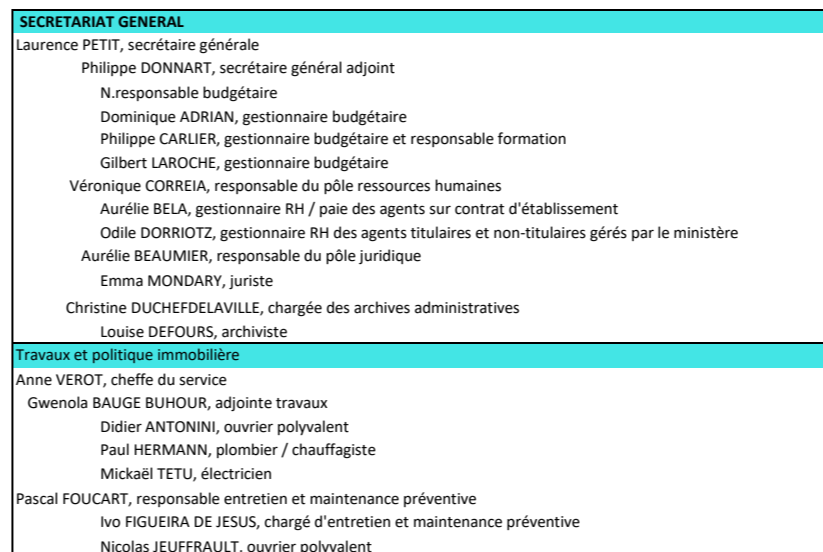 SECRETARIAT GENERAL
Laurence PETIT, secrétaire générale
Philippe DONNART, secrétaire général adjoint
N.responsable budgétaire
Dominique ADRIAN, gestionnaire budgétaire
Philippe CARLIER, gestionnaire budgétaire et responsable formation
Gilbert LAROCHE, gestionnaire budgétaire
Véronique CORREIA, responsable du pôle ressources humaines
Aurélie BELA, gestionnaire RH / paie des agents sur contrat d'établissement
Odile DORRIOTZ, gestionnaire RH des agents titulaires et non-titulaires gérés par le ministère
Aurélie BEAUMIER, responsable du pôle juridique
Emma MONDARY, juriste
Christine DUCHEFDELAVILLE, chargée des archives administratives
Louise DEFOURS, archiviste
Travaux et politique immobilière
Anne VEROT, cheffe du service
Gwenola BAUGE BUHOUR, adjointe travaux
Didier ANTONINI, ouvrier polyvalent
Paul HERMANN, plombier / chauffagiste
Mickaël TETU, électricien
Pascal FOUCART, responsable entretien et maintenance préventive
Ivo FIGUEIRA DE JESUS, chargé d'entretien et maintenance préventive
Nicolas JEUFFRAULT, ouvrier polyvalent